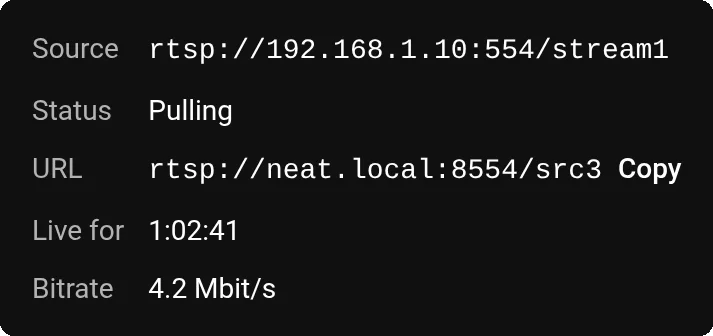 Source rtsp://192.168.1.10:554/stream1
Status Pulling
URL rtsp://neat.local:8554/src3 Copy
Live for 1:02:41
Bitrate 4.2 Mbit/s